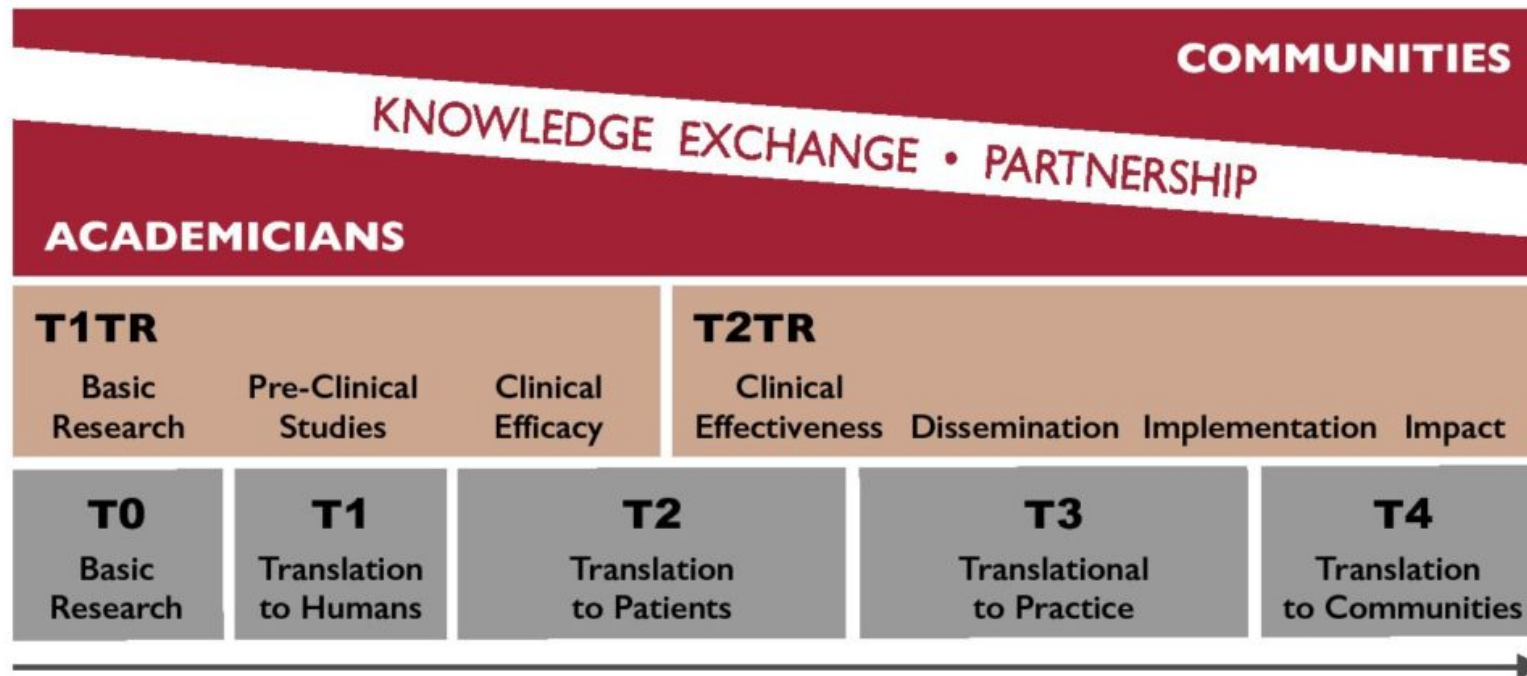 COMMUNITIES
KNOWLEDGE EXCHANGE • PARTNERSHIP
ACADEMICIANS
T1TR
Basic
Research
Pre-Clinical
Studies
Clinical
Efficacy
T2TR
Clinical
Effectiveness
Dissemination
Implementation
Impact
T0
Basic
Research
T1
Translation
to Humans
T2
Translation
to Patients
T3
Translational
to Practice
T4
Translation
to Communities